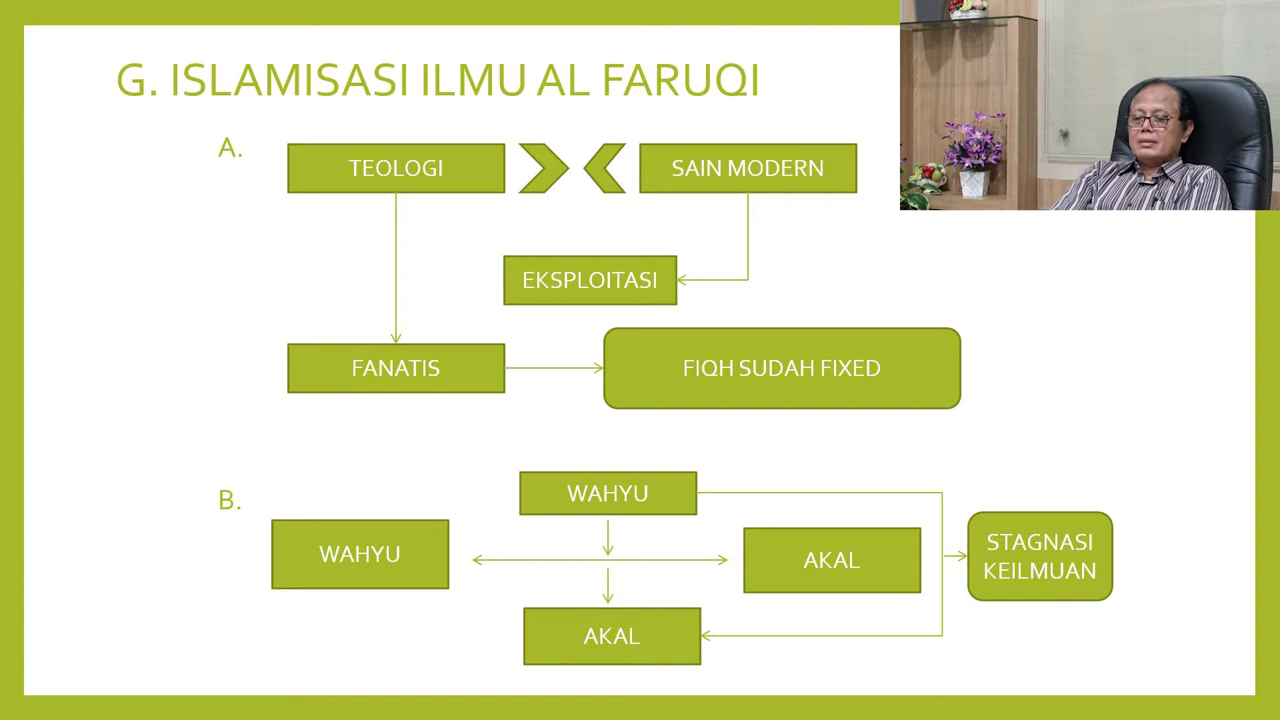 G. ISLAMISASI ILMU AL FARUQI
A.
TEOLOGI
SAIN MODERN
EKSPLOITASI
FANATIS
FIQH SUDAH FIXED
B.
WAHYU
WAHYU
AKAL
STAGNASI
KEILMUAN
AKAL